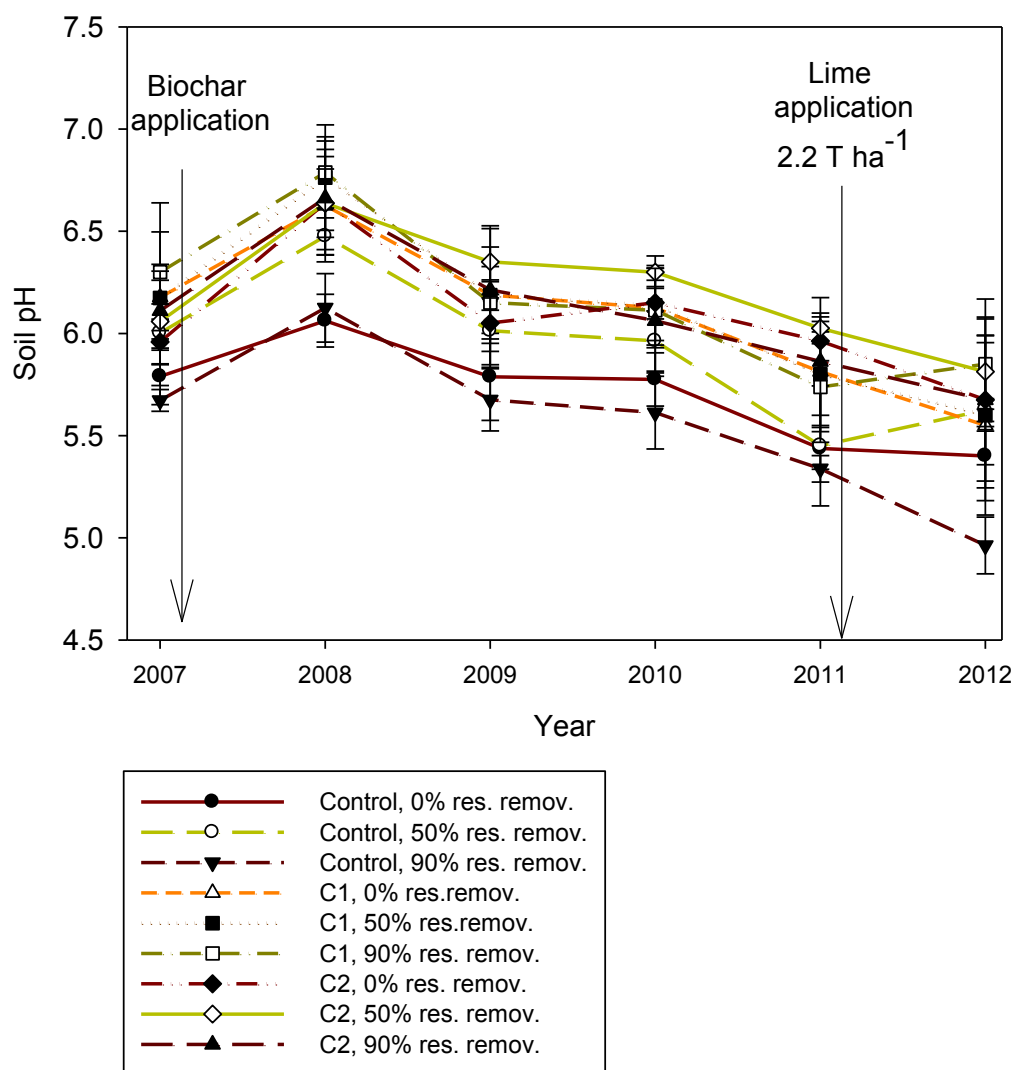 7.5
7.0
6.5
6.0
5.5
5.0
4.5
Soil pH
Biochar
application
Lime
application
2.2 T ha⁻¹
2007 2008 2009 2010 2011 2012
Year
Control, 0% res. remov.
Control, 50% res. remov.
Control, 90% res. remov.
C1, 0% res.remov.
C1, 50% res.remov.
C1, 90% res. remov.
C2, 0% res. remov.
C2, 50% res. remov.
C2, 90% res. remov.